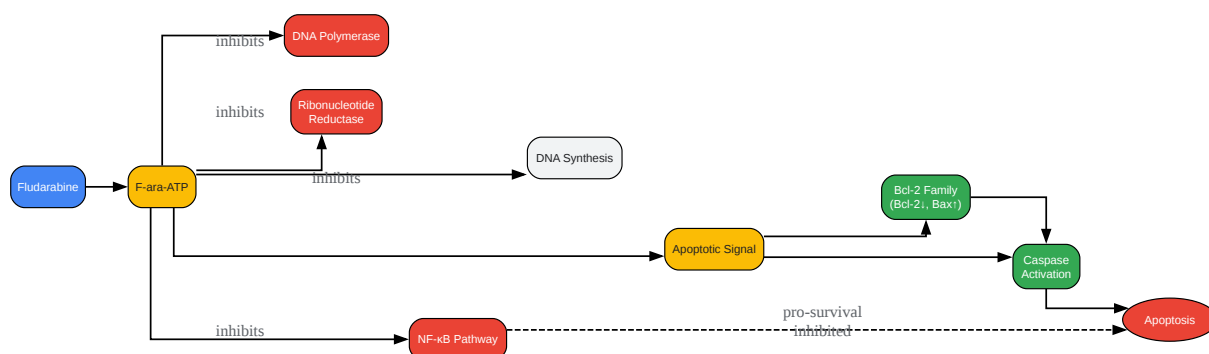 DNA Polymerase
inhibits
Ribonucleotide
Reductase
inhibits
DNA Synthesis
inhibits
Fludarabine
F-ara-ATP
Bcl-2 Family
(Bcl-2↓, Bax↑)
Apoptotic Signal
Caspase
Activation
pro-survival
inhibited
Apoptosis
inhibits
NF-κB Pathway